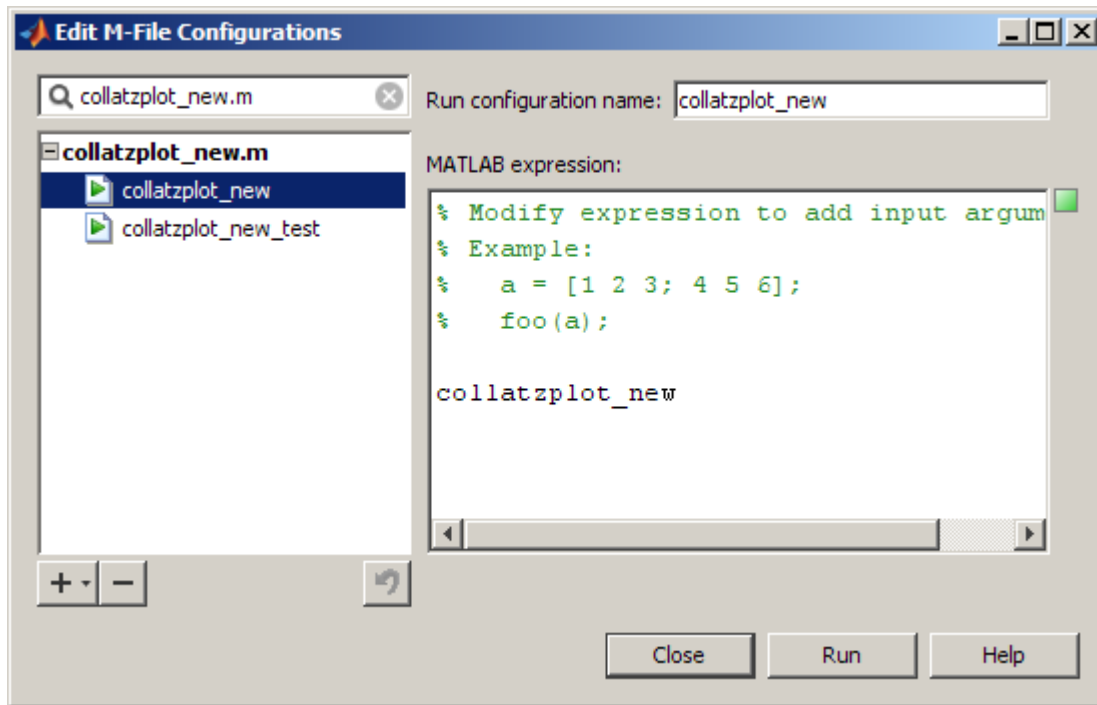 Edit M-File Configurations
collatzplot_new.m
Run configuration name: collatzplot_new
collatzplot_new.m
collatzplot_new
collatzplot_new_test
MATLAB expression:
% Modify expression to add input argum
% Example:
%   a = [1 2 3; 4 5 6];
%   foo(a);
collatzplot_new
Close
Run
Help